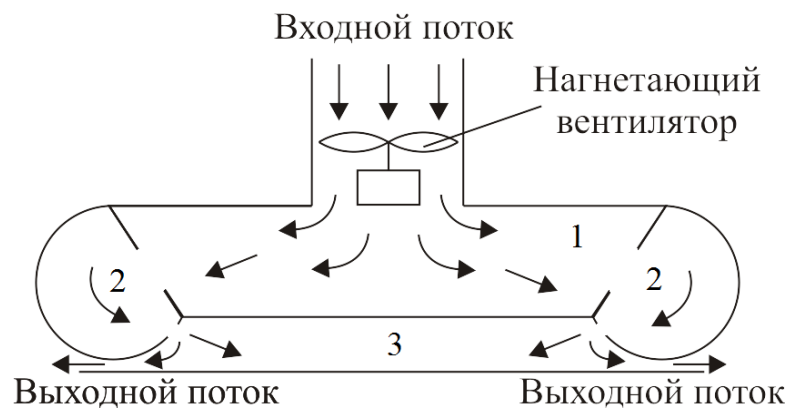 Входной поток
Нагнетающий
вентилятор
1
2
2
3
Выходной поток
Выходной поток